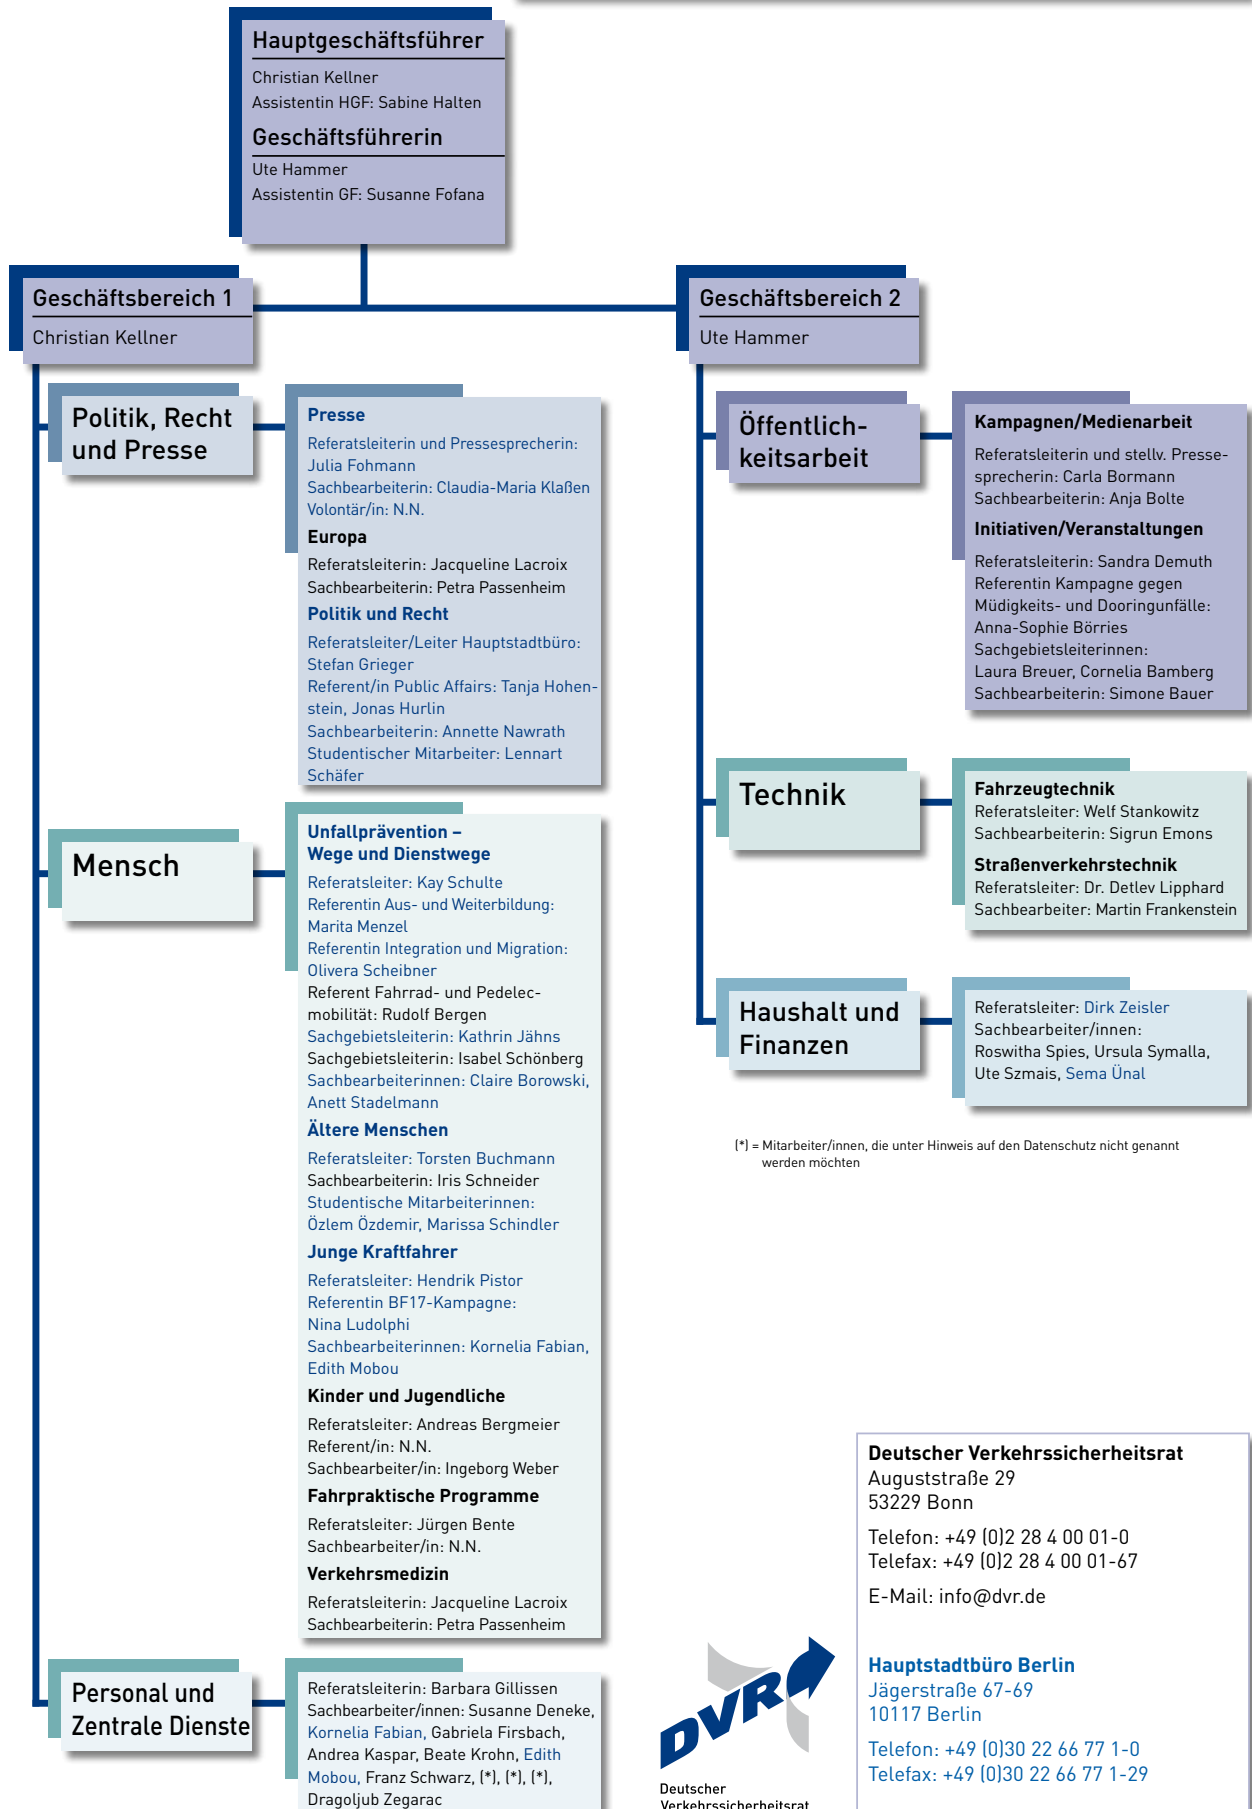 Hauptgeschäftsführer
Christian Kellner
Assistentin HGF: Sabine Halten
Geschäftsführerin
Ute Hammer
Assistentin GF: Susanne Fofana
Geschäftsbereich 1
Christian Kellner
Politik, Recht
und Presse
Presse
Referatsleiterin und Pressesprecherin:
Julia Fohmann
Sachbearbeiterin: Claudia-Maria Klaßen
Volontär/in: N.N.
Europa
Referatsleiterin: Jacqueline Lacroix
Sachbearbeiterin: Petra Passenheim
Politik und Recht
Referatsleiter/Leiter Hauptstadtbüro:
Stefan Grieger
Referent/in Public Affairs: Tanja Hohen-
stein, Jonas Hurlin
Sachbearbeiterin: Annette Nawrath
Studentischer Mitarbeiter: Lennart
Schäfer
Mensch
Unfallprävention –
Wege und Dienstwege
Referatsleiter: Kay Schulte
Referentin Aus- und Weiterbildung:
Marita Menzel
Referentin Integration und Migration:
Olivera Scheibner
Referent Fahrrad- und Pedelec-
mobilität: Rudolf Bergen
Sachgebietsleiterin: Kathrin Jähns
Sachgebietsleiterin: Isabel Schönberg
Sachbearbeiterinnen: Claire Borowski,
Anett Stadelmann
Ältere Menschen
Referatsleiter: Torsten Buchmann
Sachbearbeiterin: Iris Schneider
Studentische Mitarbeiterinnen:
Özlem Özdemir, Marissa Schindler
Junge Kraftfahrer
Referatsleiter: Hendrik Pistor
Referentin BF17-Kampagne:
Nina Ludolphi
Sachbearbeiterinnen: Kornelia Fabian,
Edith Mobou
Kinder und Jugendliche
Referatsleiter: Andreas Bergmeier
Referent/in: N.N.
Sachbearbeiter/in: Ingeborg Weber
Fahrpraktische Programme
Referatsleiter: Jürgen Bente
Sachbearbeiter/in: N.N.
Verkehrsmedizin
Referatsleiterin: Jacqueline Lacroix
Sachbearbeiterin: Petra Passenheim
Personal und
Zentrale Dienste
Referatsleiterin: Barbara Gillissen
Sachbearbeiter/innen: Susanne Deneke,
Kornelia Fabian, Gabriela Firsbach,
Andrea Kaspar, Beate Krohn, Edith
Mobou, Franz Schwarz, (*), (*), (*),
Dragoljub Zegarac
Geschäftsbereich 2
Ute Hammer
Öffentlich-
keitsarbeit
Kampagnen/Medienarbeit
Referatsleiterin und stellv. Presse-
sprecherin: Carla Bormann
Sachbearbeiterin: Anja Bolte
Initiativen/Veranstaltungen
Referatsleiterin: Sandra Demuth
Referentin Kampagne gegen
Müdigkeits- und Dooringunfälle:
Anna-Sophie Börries
Sachgebietsleiterinnen:
Laura Breuer, Cornelia Bamberg
Sachbearbeiterin: Simone Bauer
Technik
Fahrzeugtechnik
Referatsleiter: Welf Stankowitz
Sachbearbeiterin: Sigrun Emons
Straßenverkehrstechnik
Referatsleiter: Dr. Detlev Lipphard
Sachbearbeiter: Martin Frankenstein
Haushalt und
Finanzen
Referatsleiter: Dirk Zeisler
Sachbearbeiter/innen:
Roswitha Spies, Ursula Symalla,
Ute Szmais, Sema Ünal
(*) = Mitarbeiter/innen, die unter Hinweis auf den Datenschutz nicht genannt
werden möchten
DVR
Deutscher
Verkehrssicherheitsrat
Deutscher Verkehrssicherheitsrat
Auguststraße 29
53229 Bonn
Telefon: +49 (0)2 28 4 00 01-0
Telefax: +49 (0)2 28 4 00 01-67
E-Mail: info@dvr.de
Hauptstadtbüro Berlin
Jägerstraße 67-69
10117 Berlin
Telefon: +49 (0)30 22 66 77 1-0
Telefax: +49 (0)30 22 66 77 1-29